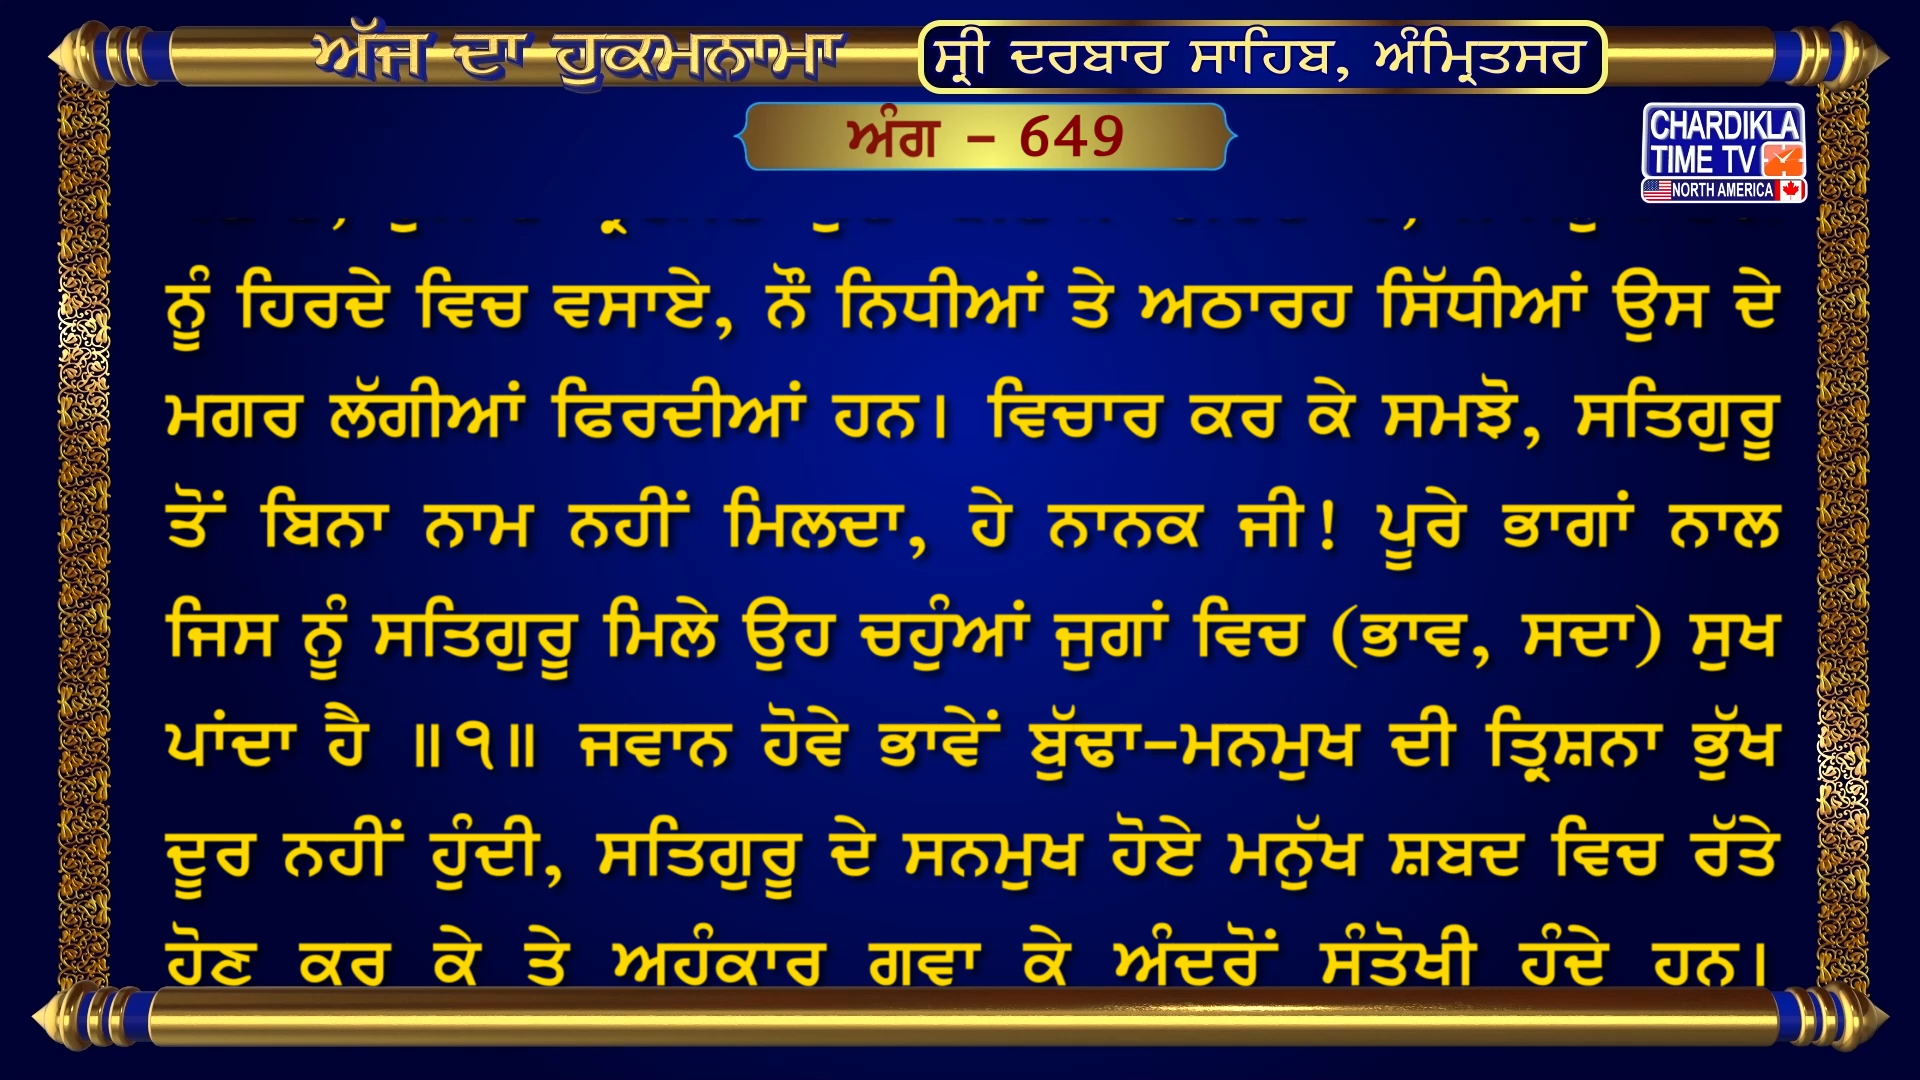 ਅੱਜ ਦਾ ਹੁਕਮਨਾਮਾ
ਸ੍ਰੀ ਦਰਬਾਰ ਸਾਹਿਬ, ਅੰਮ੍ਰਿਤਸਰ
ਅੰਗ - 649
CHARDIKLA
TIME TV
NORTH AMERICA
ਨੂੰ ਹਿਰਦੇ ਵਿਚ ਵਸਾਏ, ਨੌ ਨਿਧੀਆਂ ਤੇ ਅਠਾਰਹ ਸਿੱਧੀਆਂ ਉਸ ਦੇ
ਮਗਰ ਲੱਗੀਆਂ ਫਿਰਦੀਆਂ ਹਨ। ਵਿਚਾਰ ਕਰ ਕੇ ਸਮਝੋ, ਸਤਿਗੁਰੂ
ਤੋਂ ਬਿਨਾ ਨਾਮ ਨਹੀਂ ਮਿਲਦਾ, ਹੇ ਨਾਨਕ ਜੀ! ਪੂਰੇ ਭਾਗਾਂ ਨਾਲ
ਜਿਸ ਨੂੰ ਸਤਿਗੁਰੂ ਮਿਲੇ ਉਹ ਚਹੁੰਆਂ ਜੁਗਾਂ ਵਿਚ (ਭਾਵ, ਸਦਾ) ਸੁਖ
ਪਾਂਦਾ ਹੈ ॥੧॥ ਜਵਾਨ ਹੋਵੇ ਭਾਵੇਂ ਬੁੱਢਾ-ਮਨਮੁਖ ਦੀ ਤ੍ਰਿਸ਼ਨਾ ਭੁੱਖ
ਦੂਰ ਨਹੀਂ ਹੁੰਦੀ, ਸਤਿਗੁਰੂ ਦੇ ਸਨਮੁਖ ਹੋਏ ਮਨੁੱਖ ਸ਼ਬਦ ਵਿਚ ਰੱਤੇ
ਹੋਣ ਕਰ ਕੇ ਤੇ ਅਹੰਕਾਰ ਗਵਾ ਕੇ ਅੰਦਰੋਂ ਸੰਤੋਖੀ ਹੰਦੇ ਹਨ।